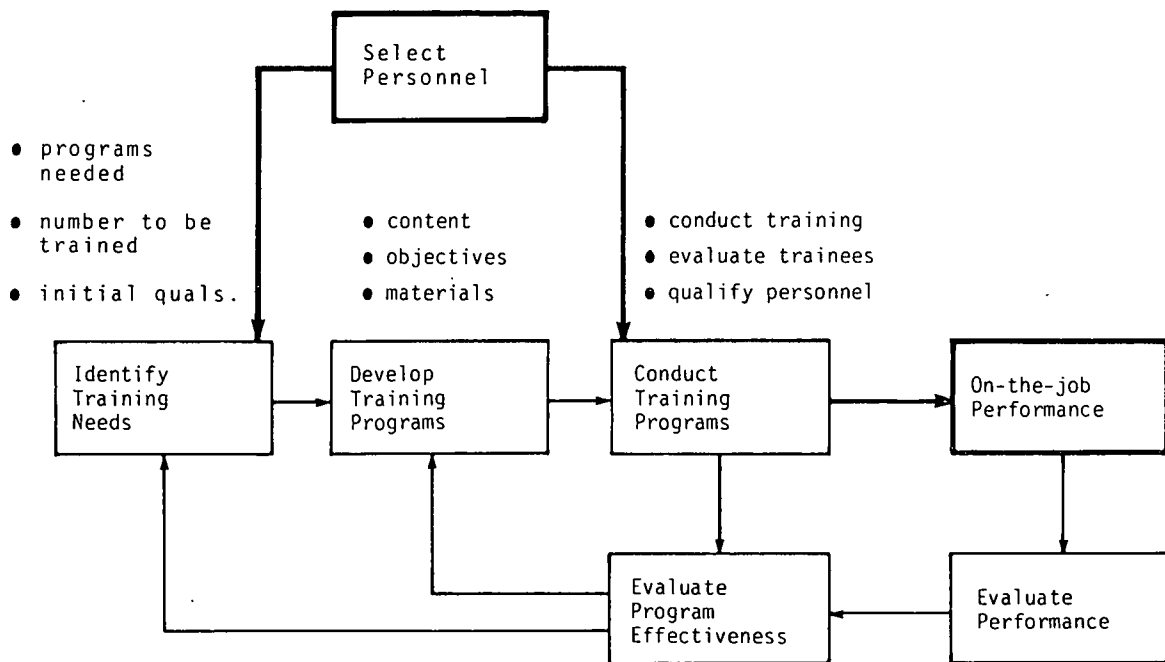 Select
Personnel
● programs
needed
● number to be
trained
● initial quals.
● content
● objectives
● materials
● conduct training
● evaluate trainees
● qualify personnel
Identify
Training
Needs
Develop
Training
Programs
Conduct
Training
Programs
On-the-job
Performance
Evaluate
Program
Effectiveness
Evaluate
Performance